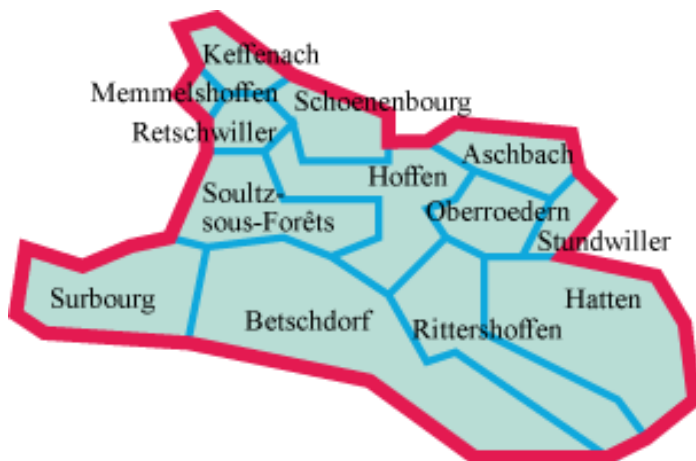 Keffenach
Memmelshoffen
Schoenenbourg
Retschwiller
Aschbach
Hoffen
Soultz-
sous-Forêts
Oberroedern
Stundwiller
Surbourg
Hatten
Betschdorf
Rittershoffen